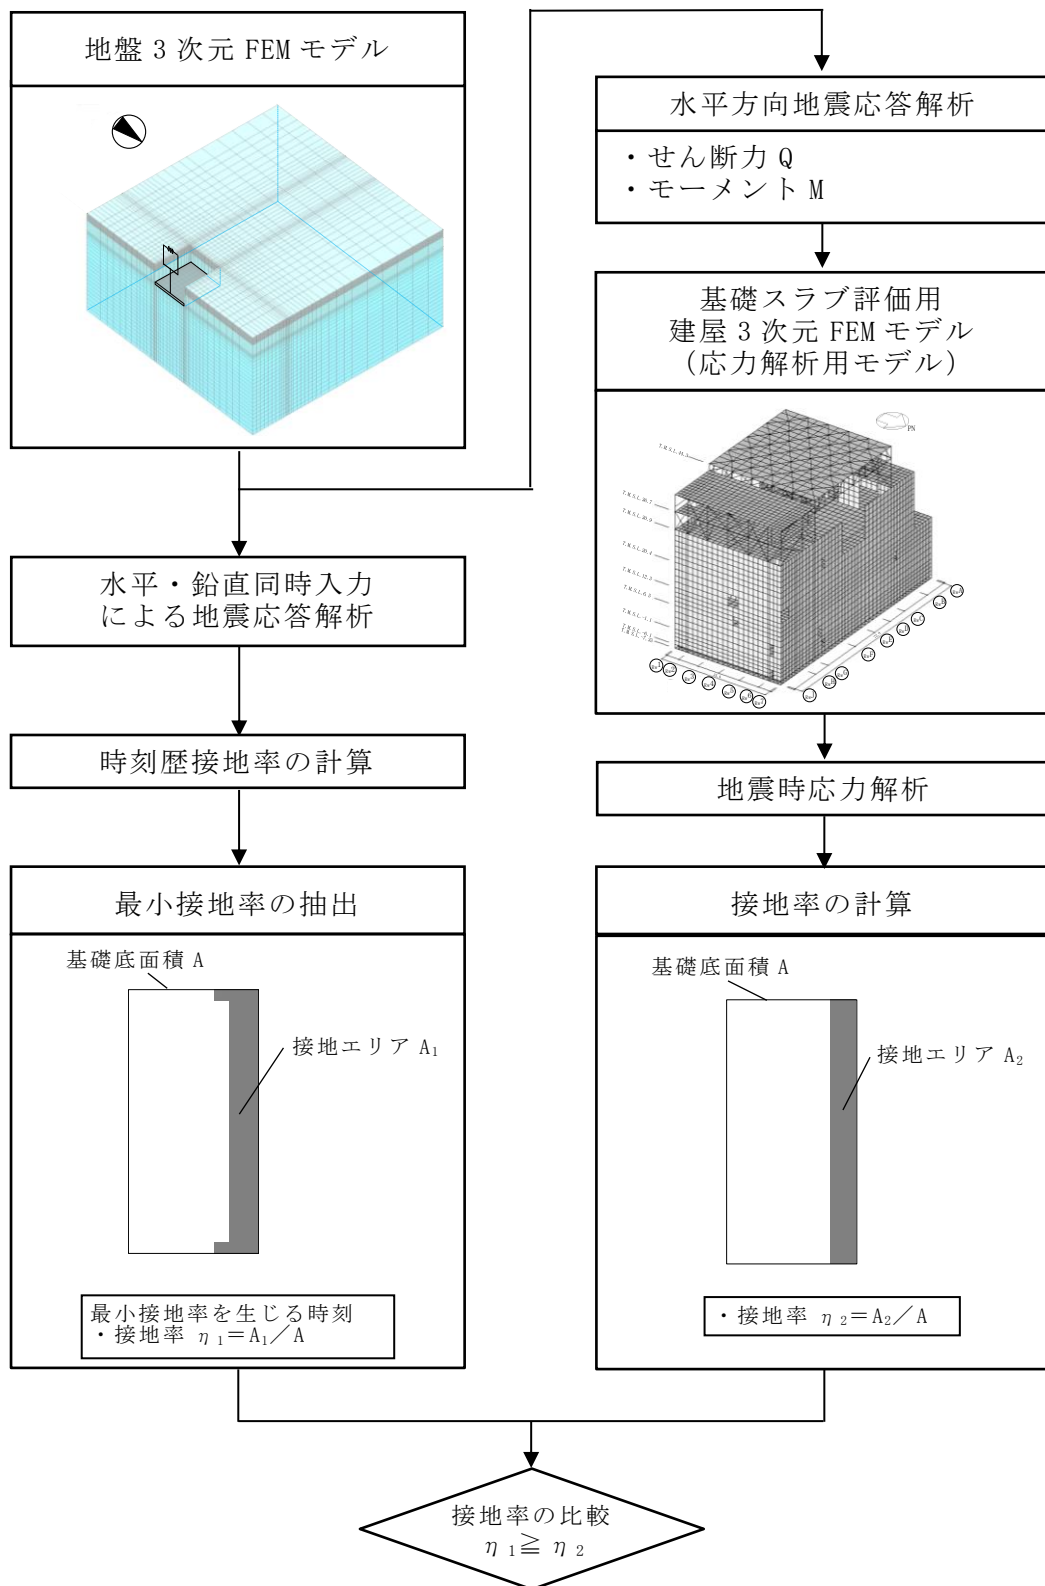 地盤 3 次元 FEM モデル
水平・鉛直同時入力
による地震応答解析
時刻歴接地率の計算
最小接地率の抽出
基礎底面積 A
接地エリア A₁
最小接地率を生じる時刻
・接地率 η ₁＝A₁／A
水平方向地震応答解析
・せん断力 Q
・モーメント M
基礎スラブ評価用
建屋 3 次元 FEM モデル
(応力解析用モデル)
PN
地震時応力解析
接地率の計算
基礎底面積 A
接地エリア A₂
・接地率 η ₂＝A₂／A
接地率の比較
η ₁≧ η ₂